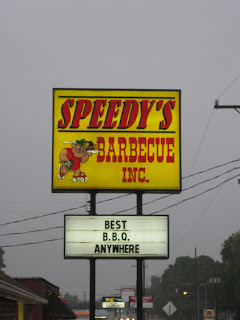 SPEEDY'S
BARBECUE
INC.
BEST
B.B.Q.
ANYWHERE